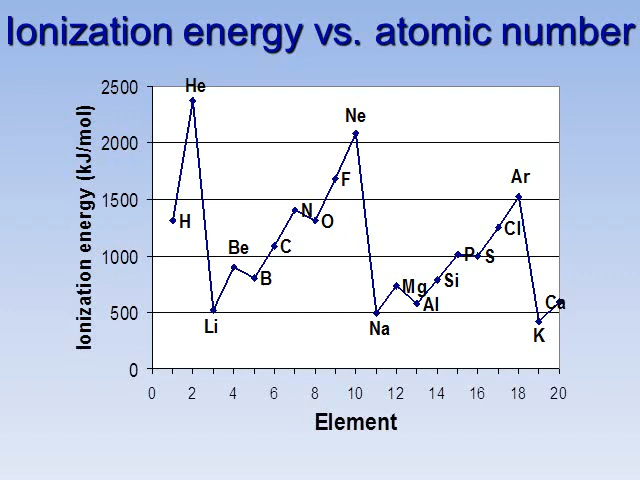 Ionization energy vs. atomic number
Ionization energy (kJ/mol)
2500
2000
1500
1000
500
0
He
Ne
Ar
H
N
O
F
Cl
Be
B
C
P
S
Mg
Si
Al
Ca
Li
Na
K
0 2 4 6 8 10 12 14 16 18 20
Element